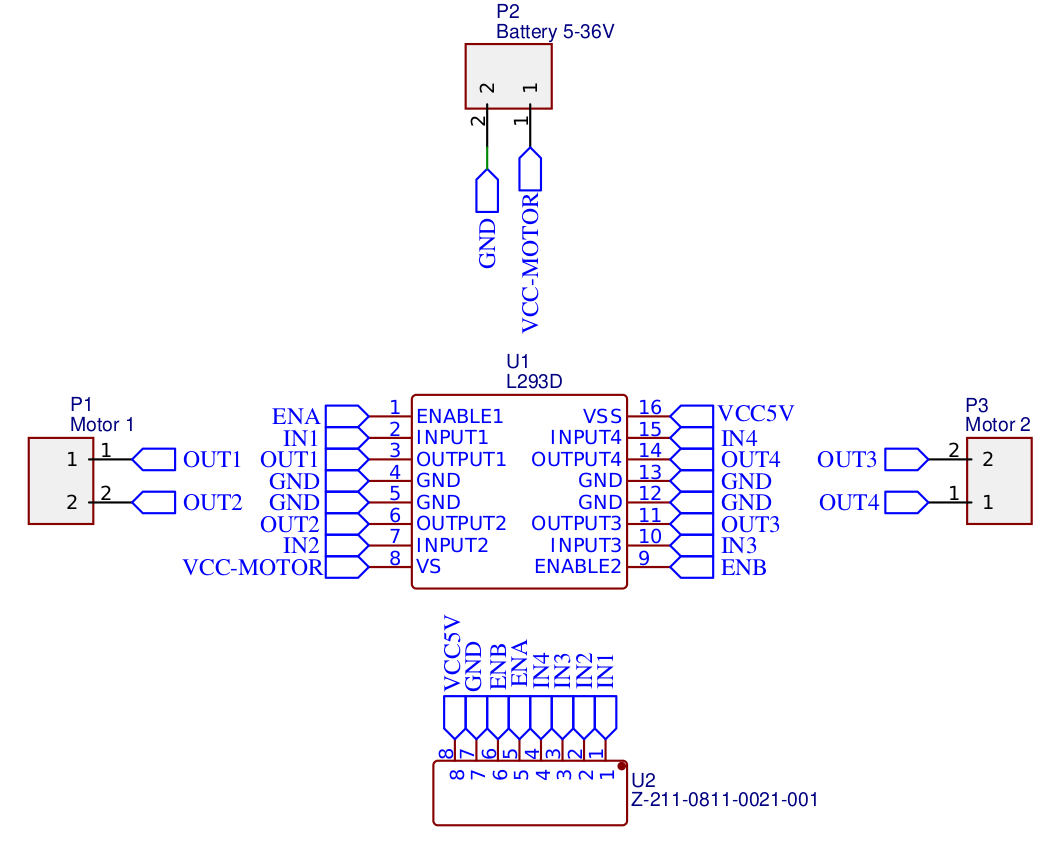 P2
Battery 5-36V
2 1
2 1
GND
VCC-MOTOR
U1
L293D
P1
Motor 1
1 1 OUT1
2 2 OUT2
ENA 1 ENABLE1
IN1 2 INPUT1
OUT1 3 OUTPUT1
GND 4 GND
GND 5 GND
OUT2 6 OUTPUT2
IN2 7 INPUT2
VCC-MOTOR 8 VS
VSS 16 VCC5V
INPUT4 15 IN4
OUTPUT4 14 OUT4
GND 13 GND
GND 12 GND
OUTPUT3 11 OUT3
INPUT3 10 IN3
ENABLE2 9 ENB
P3
Motor 2
OUT3 2 2
OUT4 1 1
VCC5V
GND
ENB
ENA
IN4
IN3
IN2
IN1
8 7 6 5 4 3 2 1
8 7 6 5 4 3 2 1
U2
Z-211-0811-0021-001